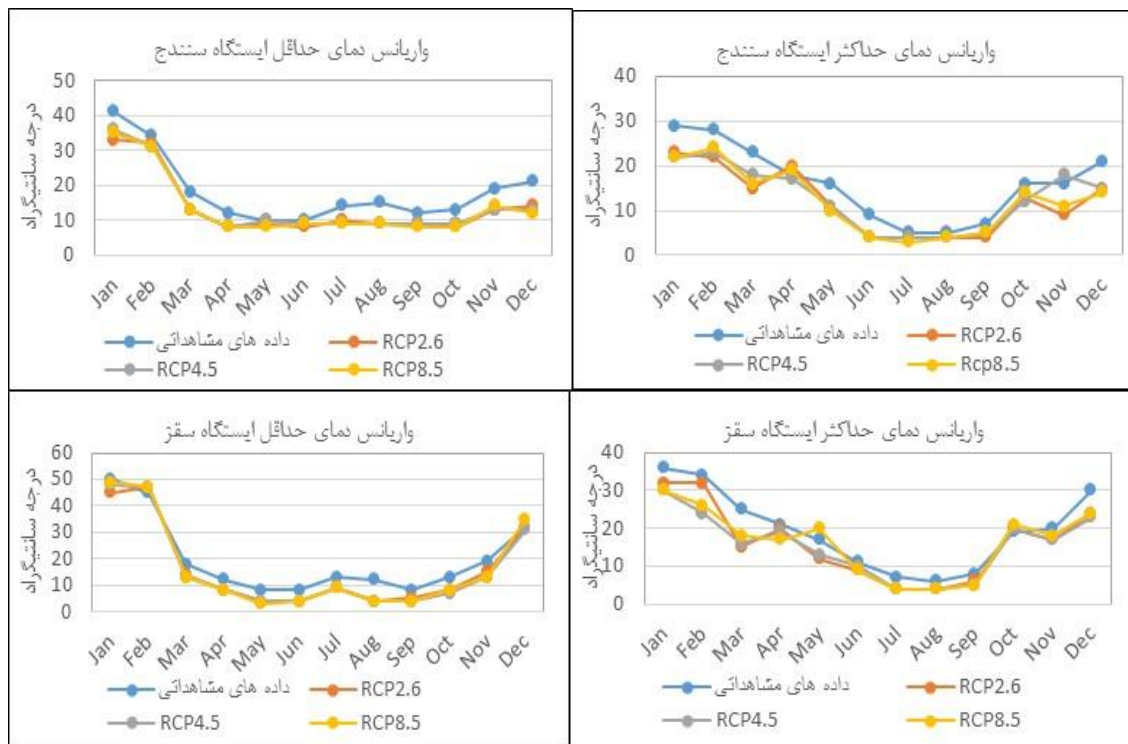 واریانس دمای حداقل ایستگاه سنندج
درجه سانتیگراد
50
40
30
20
10
0
Jan Feb Mar Apr May Jun Jul Aug Sep Oct Nov Dec
داده های مشاهداتی RCP2.6
RCP4.5 RCP8.5
واریانس دمای حداکثر ایستگاه سنندج
درجه سانتیگراد
40
30
20
10
0
Jan Feb Mar Apr May Jun Jul Aug Sep Oct Nov Dec
داده های مشاهداتی RCP2.6
RCP4.5 Rcp8.5
واریانس دمای حداقل ایستگاه سقز
درجه سانتیگراد
60
50
40
30
20
10
0
Jan Feb Mar Apr May Jun Jul Aug Sep Oct Nov Dec
داده های مشاهداتی RCP2.6
RCP4.5 RCP8.5
واریانس دمای حداکثر ایستگاه سقز
درجه سانتیگراد
40
30
20
10
0
Jan Feb Mar Apr May Jun Jul Aug Sep Oct Nov Dec
داده های مشاهداتی RCP2.6
RCP4.5 RCP8.5